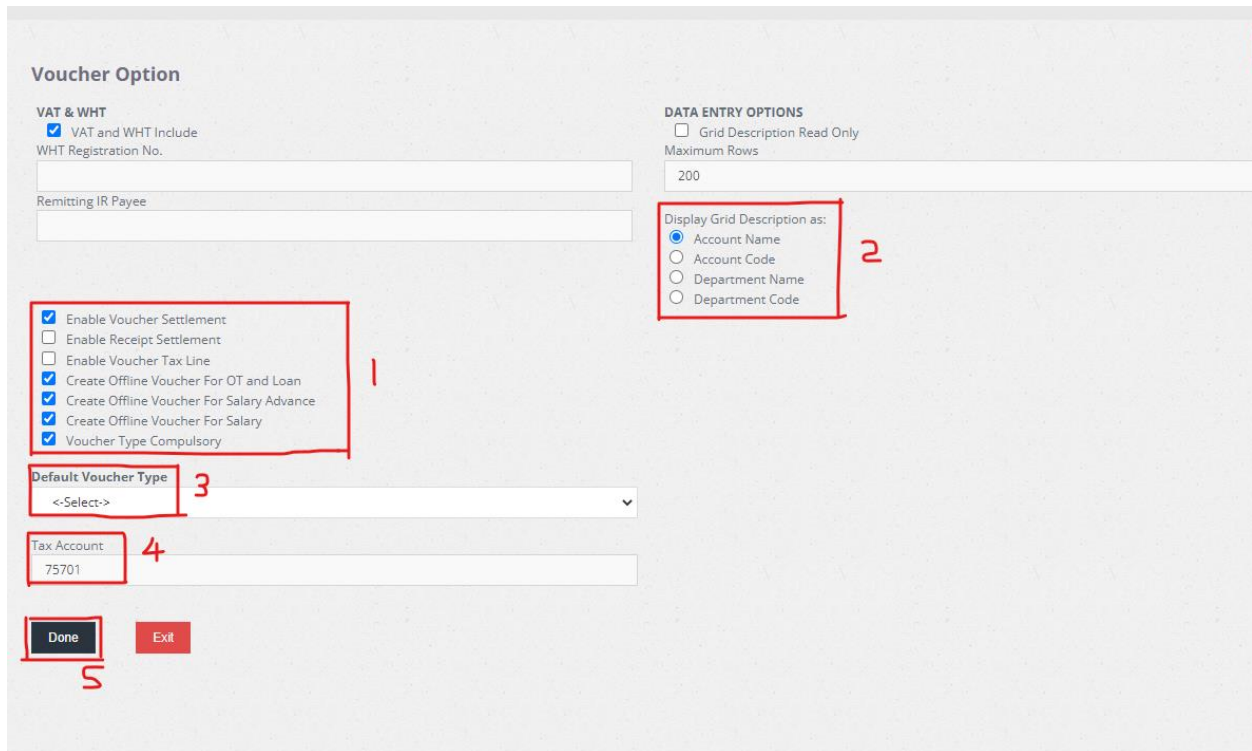 Voucher Option
VAT & WHT
VAT and WHT Include
WHT Registration No.
Remitting IR Payee
DATA ENTRY OPTIONS
Grid Description Read Only
Maximum Rows
200
Display Grid Description as:
Account Name
Account Code
Department Name
Department Code
2
Enable Voucher Settlement
Enable Receipt Settlement
Enable Voucher Tax Line
Create Offline Voucher For OT and Loan
Create Offline Voucher For Salary Advance
Create Offline Voucher For Salary
Voucher Type Compulsory
1
Default Voucher Type
<-Select->
3
Tax Account
75701
4
Done
Exit
5